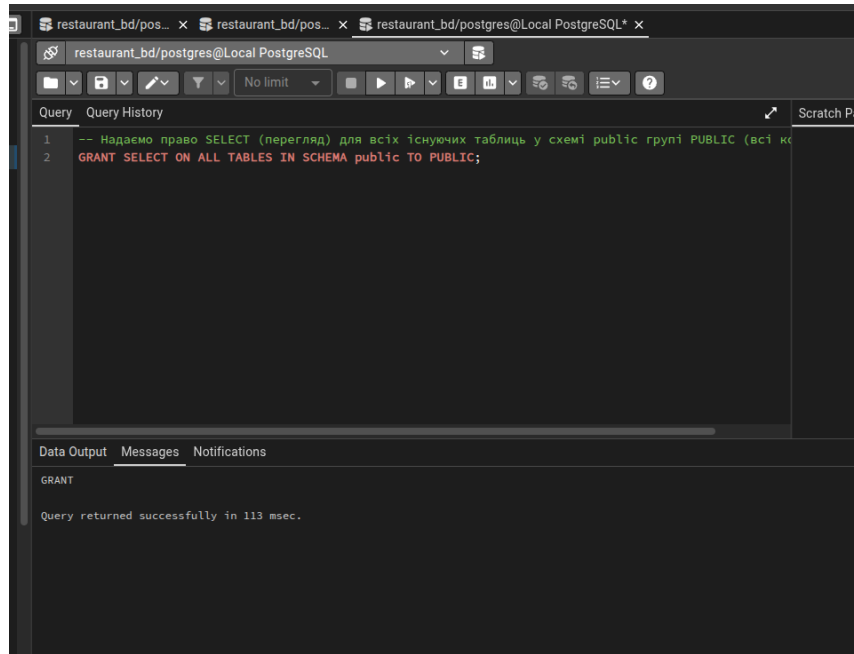 restaurant_bd/pos... restaurant_bd/pos... restaurant_bd/postgres@Local PostgreSQL*
restaurant_bd/postgres@Local PostgreSQL
No limit
Query Query History Scratch
1 -- Надаємо право SELECT (перегляд) для всіх існуючих таблиць у схемі public групі PUBLIC (всі
2 GRANT SELECT ON ALL TABLES IN SCHEMA public TO PUBLIC;
Data Output Messages Notifications
GRANT
Query returned successfully in 113 msec.